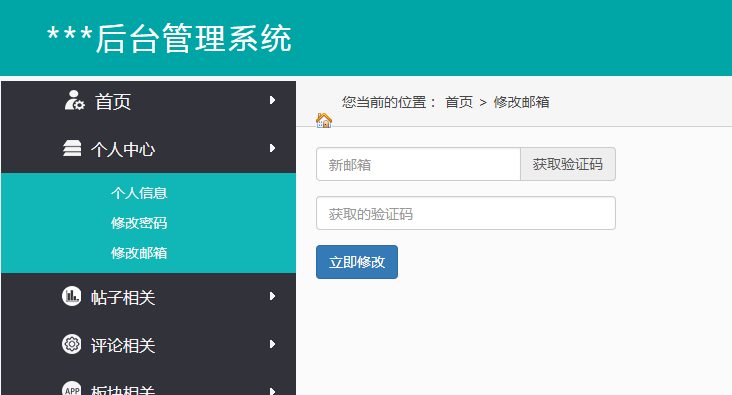 ***后台管理系统
首页
个人中心
个人信息
修改密码
修改邮箱
帖子相关
评论相关
APP 板块相关
您当前的位置： 首页 > 修改邮箱
新邮箱 获取验证码
获取的验证码
立即修改